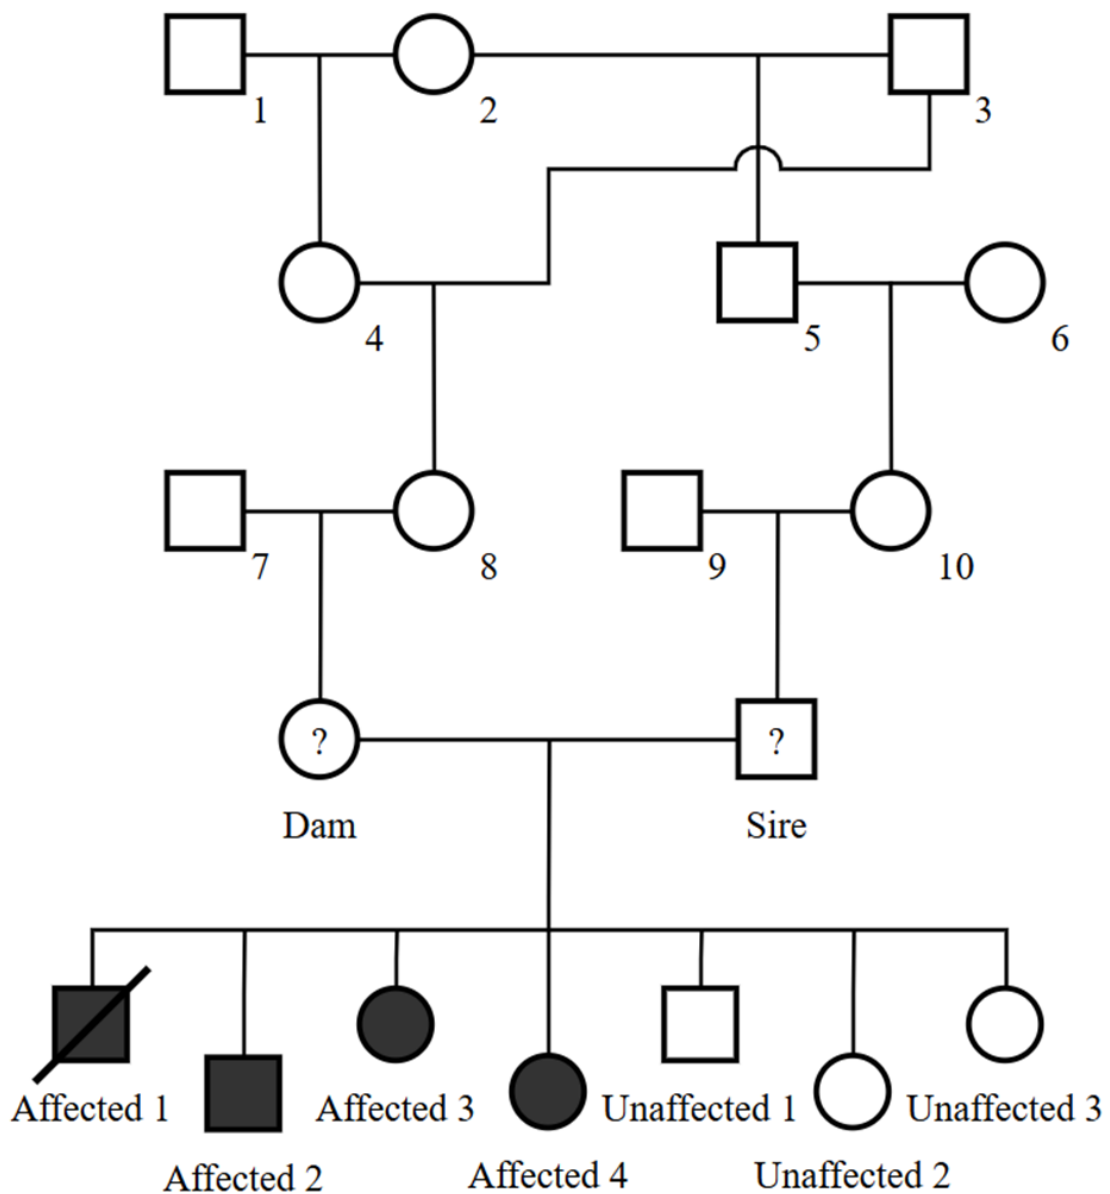 1
2
3
4
5
6
7
8
9
10
?
?
Dam
Sire
Affected 1
Affected 3
Unaffected 1
Unaffected 3
Affected 2
Affected 4
Unaffected 2